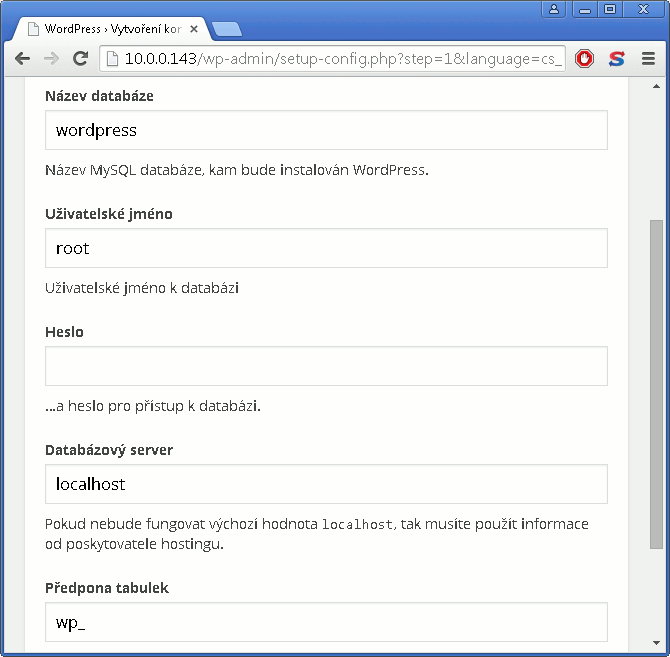 WordPress › Vytvoření kon
10.0.0.143/wp-admin/setup-config.php?step=1&language=cs_
Název databáze
wordpress
Název MySQL databáze, kam bude instalován WordPress.
Uživatelské jméno
root
Uživatelské jméno k databázi
Heslo
...a heslo pro přístup k databázi.
Databázový server
localhost
Pokud nebude fungovat výchozí hodnota localhost, tak musíte použít informace
od poskytovatele hostingu.
Předpona tabulek
wp_